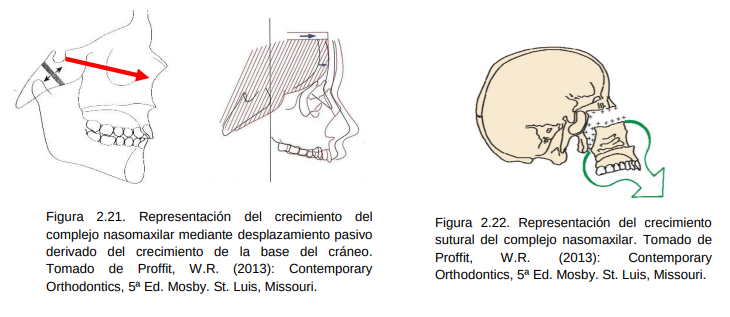 Figura 2.21. Representación del crecimiento del
complejo nasomaxilar mediante desplazamiento pasivo
derivado del crecimiento de la base del cráneo.
Tomado de Proffit, W.R. (2013): Contemporary
Orthodontics, 5ª Ed. Mosby. St. Luis, Missouri.
Figura 2.22. Representación del crecimiento
sutural del complejo nasomaxilar. Tomado de
Proffit, W.R. (2013): Contemporary
Orthodontics, 5ª Ed. Mosby. St. Luis, Missouri.